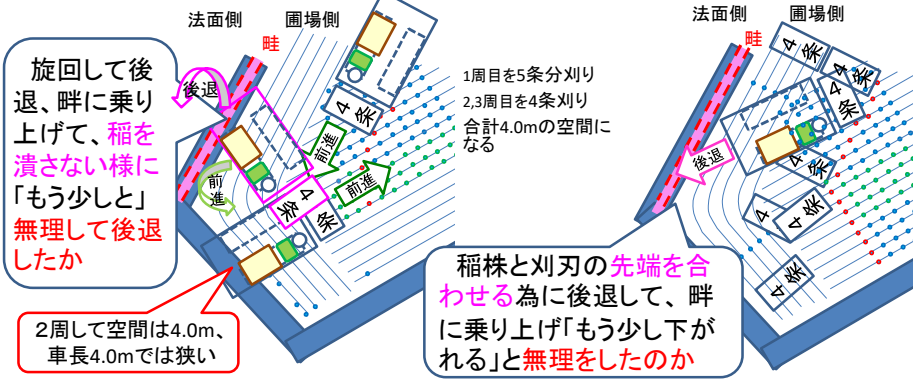 法面側
圃場側
畦
旋回して後
退、畔に乗り
上げて、稲を
潰さない様に
「もう少しと」
無理して後退
したか
後退
前進
4条
前進
前進
4条
条
2周して空間は4.0m、
車長4.0mでは狭い
1周目を5条分刈り
2,3周目を4条刈り
合計4.0mの空間に
なる
法面側
圃場側
畦
4条
4条
4条
後退
4条
4
4条
4条
稲株と刈刃の先端を合
わせる為に後退して、畔
に乗り上げ「もう少し下が
れる」と無理をしたのか